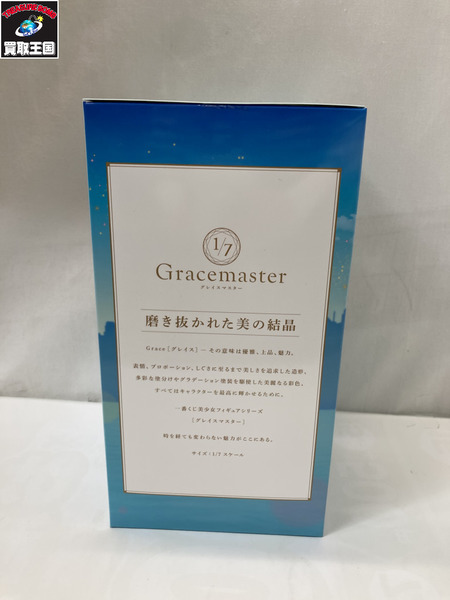 TREASURE KINGDOM
買取王国
1/7
Gracemaster
グレイスマスター
磨き抜かれた美の結晶
Grace［グレイス］— その意味は優雅、上品、魅力。
表情、プロポーション、しぐさに至るまで美しさを追求した造形。
多彩な塗分けやグラデーション塗装を駆使した美麗なる彩色。
すべてはキャラクターを最高に輝かせるために。
一番くじ美少女フィギュアシリーズ
［グレイスマスター］
時を経ても変わらない魅力がここにある。
サイズ：1/7 スケール